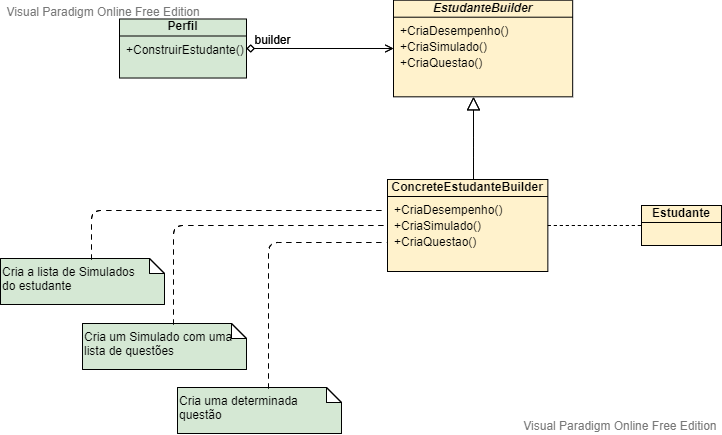 Visual Paradigm Online Free Edition
Perfil
+ConstruirEstudante()
builder
EstudanteBuilder
+CriaDesempenho()
+CriaSimulado()
+CriaQuestao()
ConcreteEstudanteBuilder
+CriaDesempenho()
+CriaSimulado()
+CriaQuestao()
Estudante
Cria a lista de Simulados
do estudante
Cria um Simulado com uma
lista de questões
Cria uma determinada
questão
Visual Paradigm Online Free Edition